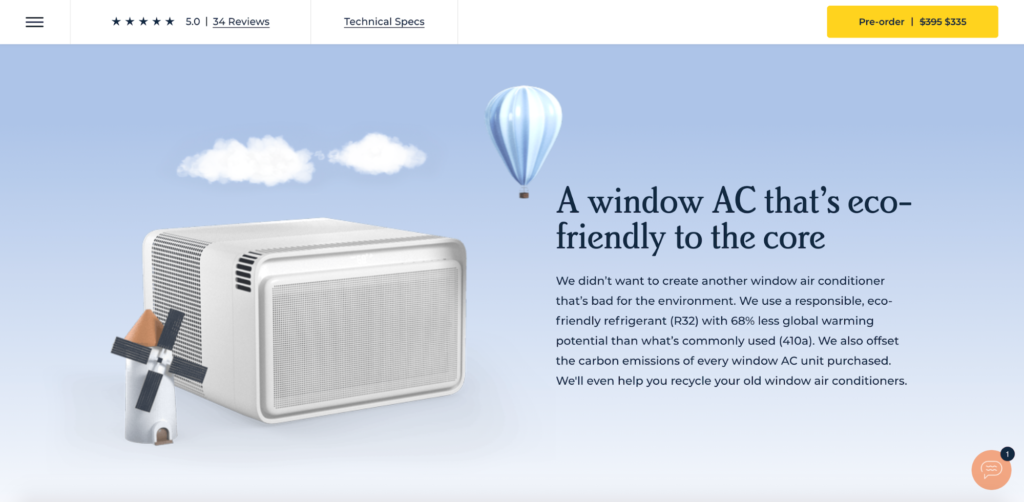 ★★★★★ 5.0 | 34 Reviews
Technical Specs
Pre-order | $395 $335
A window AC that’s eco-
friendly to the core
We didn’t want to create another window air conditioner
that’s bad for the environment. We use a responsible, eco-
friendly refrigerant (R32) with 68% less global warming
potential than what’s commonly used (410a). We also offset
the carbon emissions of every window AC unit purchased.
We'll even help you recycle your old window air conditioners.
1